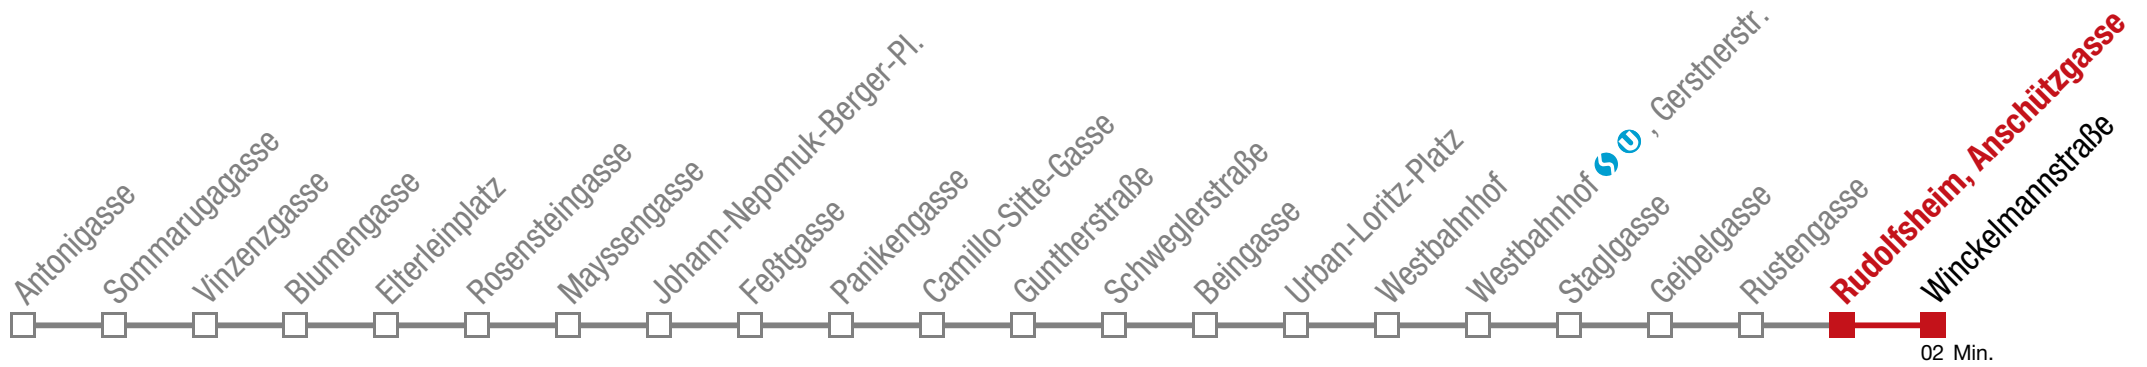 Antonigasse
Sommarugagasse
Vinzenzgasse
Blumengasse
Elterleinplatz
Rosensteingasse
Mayssengasse
Johann-Nepomuk-Berger-Pl.
Feßtgasse
Panikengasse
Camillo-Sitte-Gasse
Guntherstraße
Schweglerstraße
Beingasse
Urban-Loritz-Platz
Westbahnhof
Westbahnhof S U , Gerstnerstr.
Staglgasse
Geibelgasse
Rustengasse
Rudolfsheim, Anschützgasse
Winckelmannstraße
02 Min.